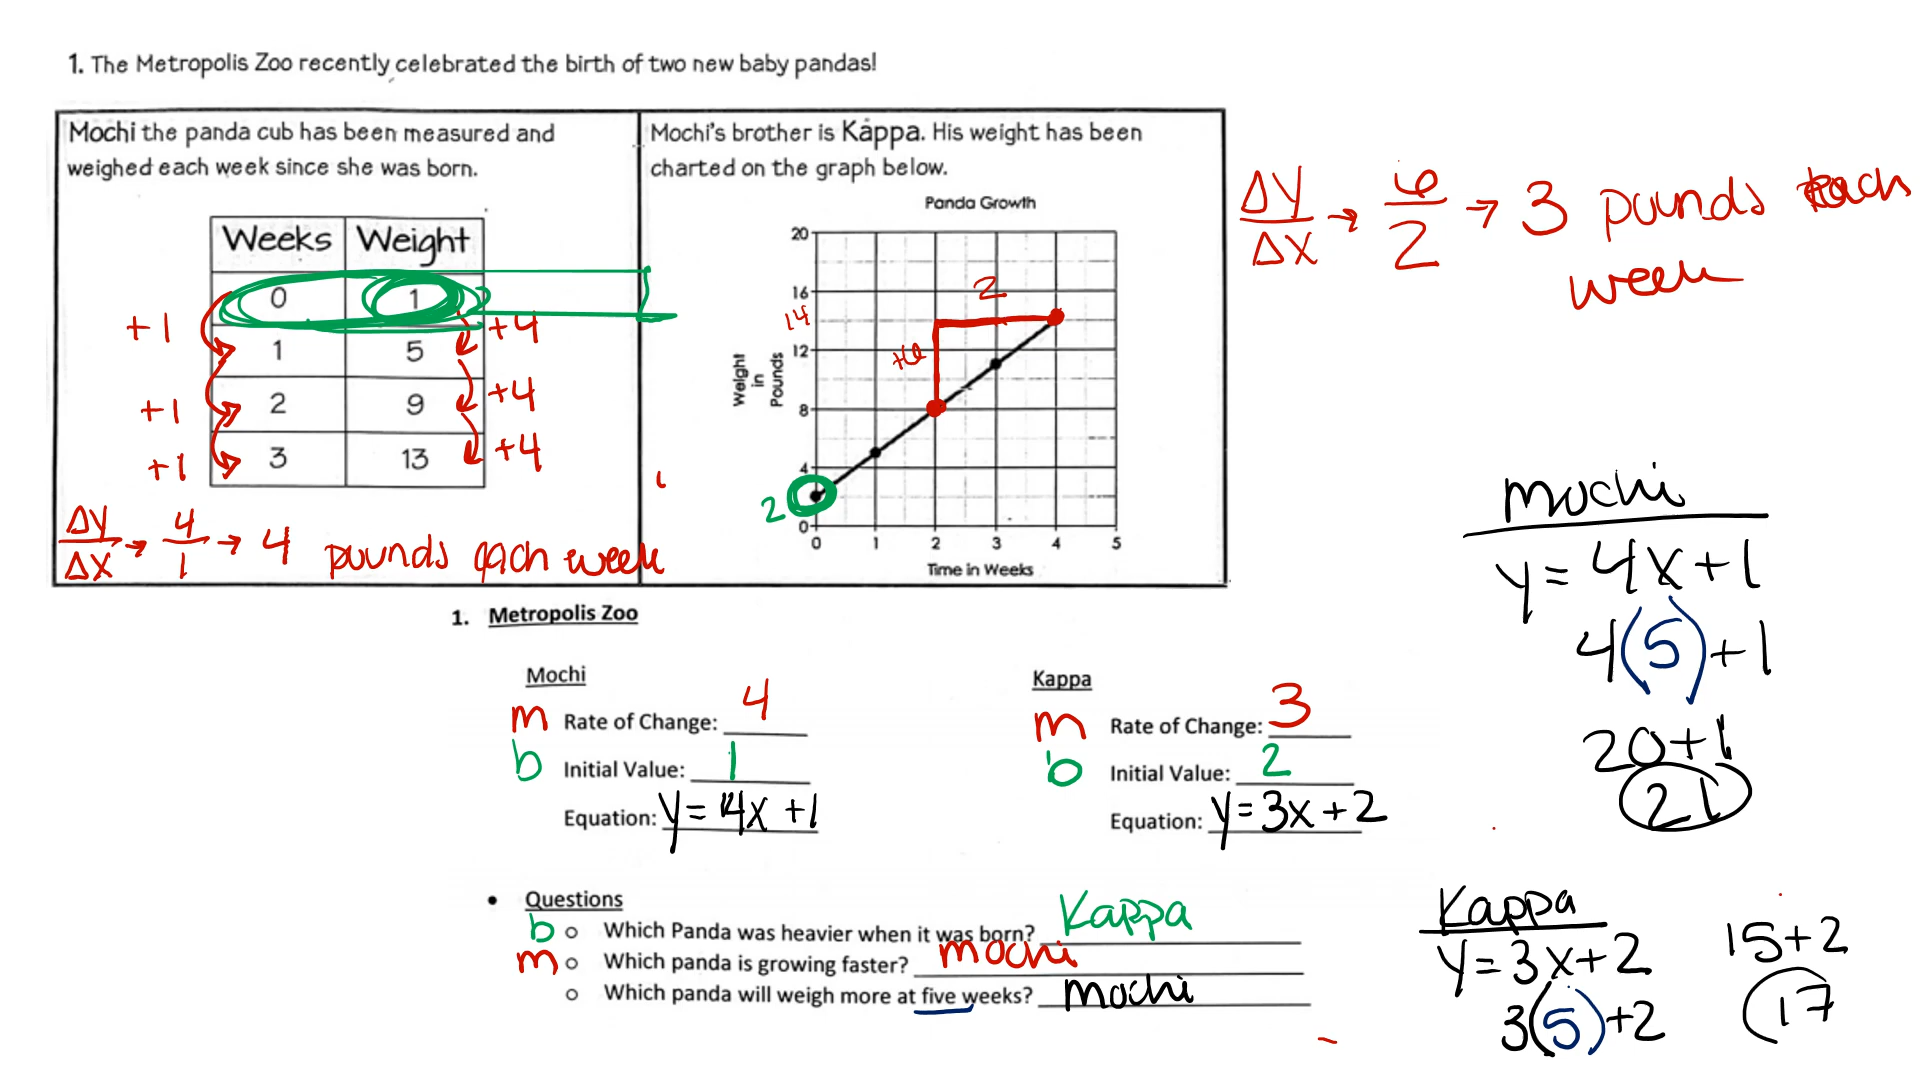 1. The Metropolis Zoo recently celebrated the birth of two new baby pandas!
Mochi the panda cub has been measured and
weighed each week since she was born.
Weeks Weight
0 1
1 5
2 9
3 13
+1 +4
+1 +4
+1 +4
Δy/Δx → 4/1 → 4 pounds each week
Mochi's brother is Kappa. His weight has been
charted on the graph below.
Panda Growth
Weight
in
Pounds
20
16
14
12
8
4
2
0
0 1 2 3 4 5
Time in Weeks
2
+6
Δy/Δx → 6/2 → 3 pounds each
week
1. Metropolis Zoo
Mochi
m Rate of Change: 4
b Initial Value: 1
Equation: y = 4x + 1
Kappa
m Rate of Change: 3
b Initial Value: 2
Equation: y = 3x + 2
• Questions
b o Which Panda was heavier when it was born? Kappa
m o Which panda is growing faster? mochi
o Which panda will weigh more at five weeks? mochi
mochi
y = 4x + 1
4(5) + 1
20 + 1
21
Kappa
y = 3x + 2
3(5) + 2
15 + 2
17